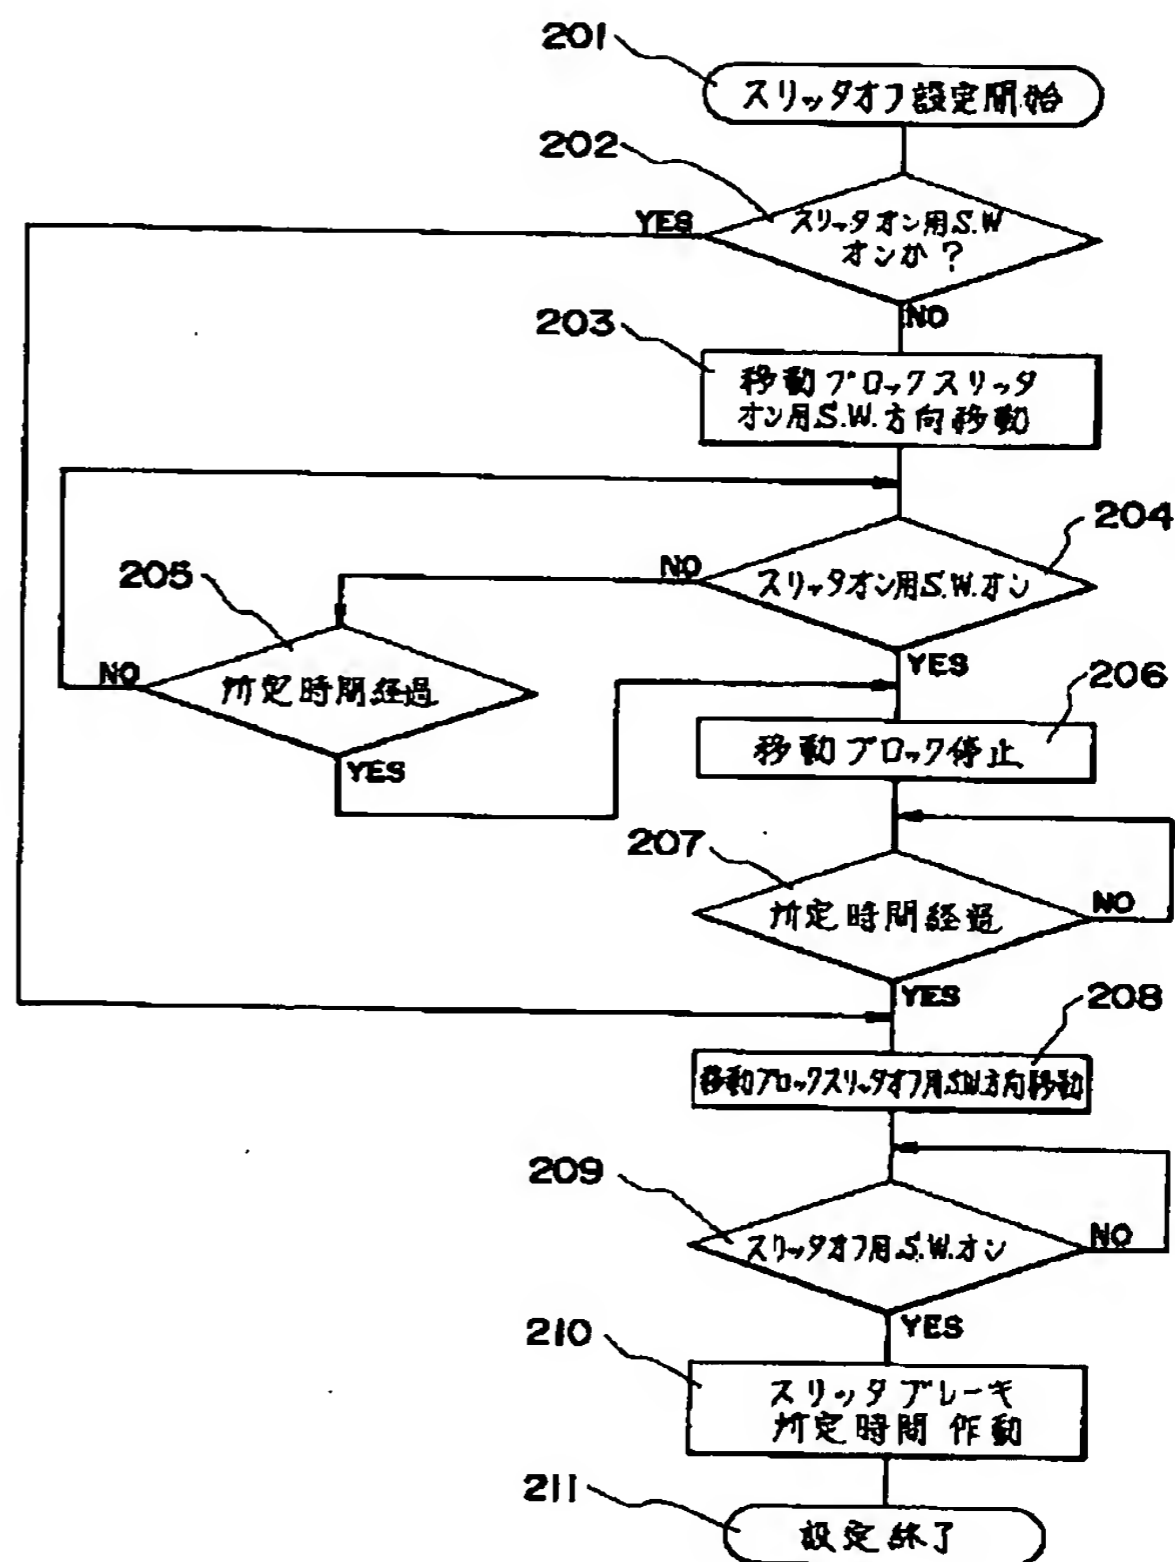 201
スリッタオフ設定開始
202
YES
スリッタオン用S.W
オンか?
NO
203
移動ブロックスリッタ
オン用S.W.方向移動
204
NO
スリッタオン用S.W.オン
YES
205
NO
所定時間経過
YES
206
移動ブロック停止
207
所定時間経過
NO
YES
208
移動ブロックスリッタオフ用S.W.方向移動
209
スリッタオフ用S.W.オン
NO
YES
210
スリッタブレーキ
所定時間作動
211
設定終了